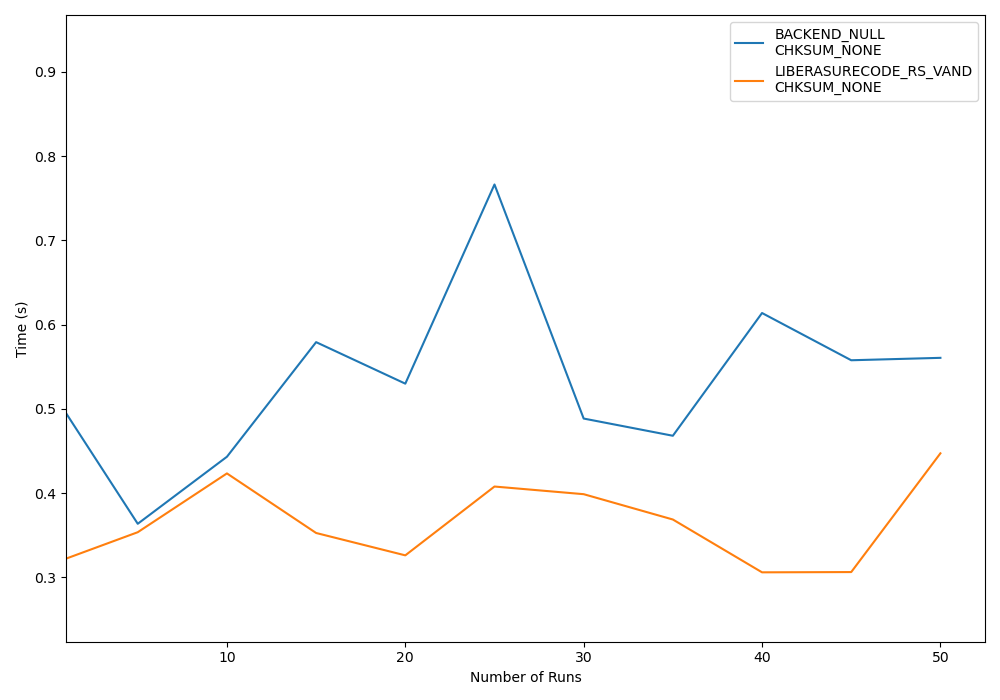 BACKEND_NULL
CHKSUM_NONE
LIBERASURECODE_RS_VAND
CHKSUM_NONE
0.9
0.8
0.7
0.6
0.5
0.4
0.3
Time (s)
10 20 30 40 50
Number of Runs